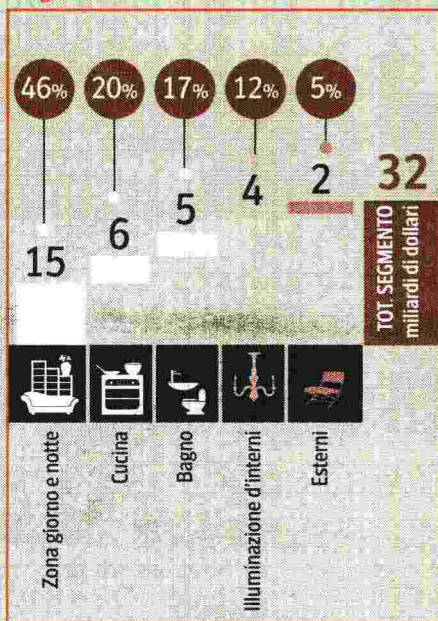 46% 20% 17% 12% 5%
15 6 5 4 2 32
TOT. SEGMENTO
miliardi di dollari
Zona giorno e notte
Cucina
Bagno
Illuminazione d'interni
Esterni